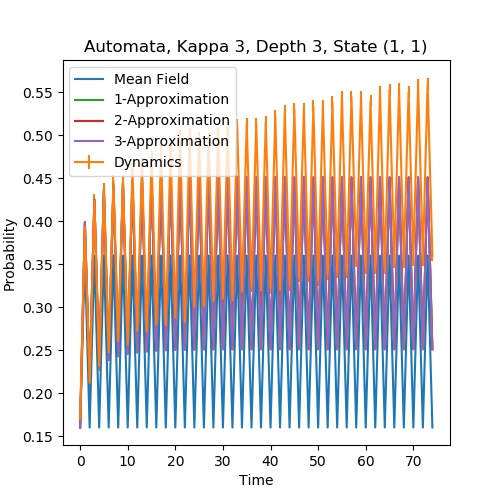 Automata, Kappa 3, Depth 3, State (1, 1)
Mean Field
1-Approximation
2-Approximation
3-Approximation
Dynamics
Probability
0.55
0.50
0.45
0.40
0.35
0.30
0.25
0.20
0.15
0 10 20 30 40 50 60 70
Time